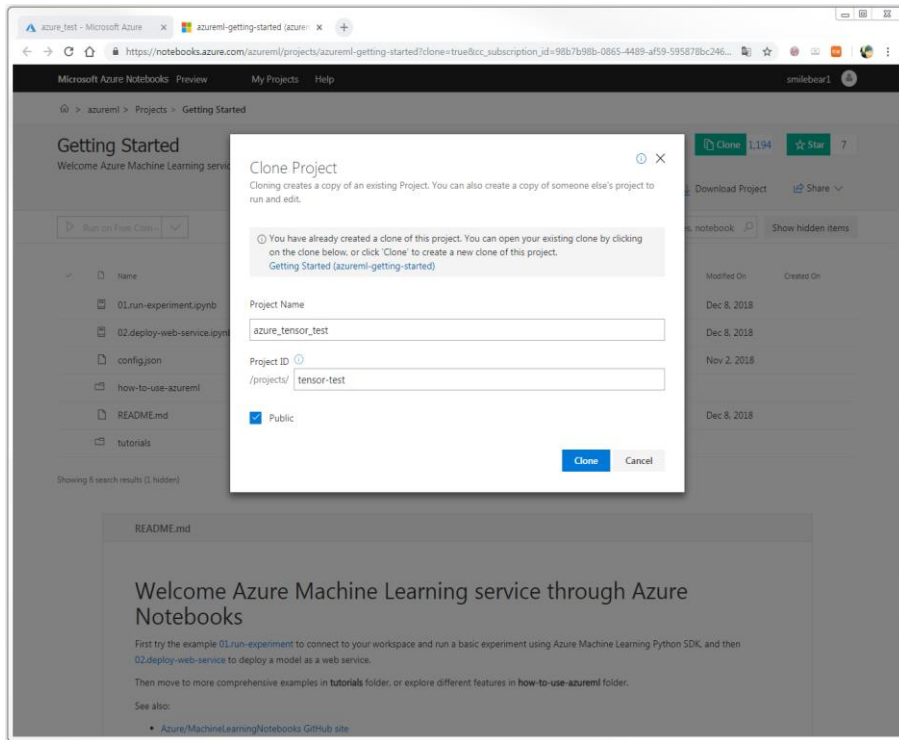 azure_test - Microsoft Azure
azureml-getting-started (azure
https://notebooks.azure.com/azureml/projects/azureml-getting-started?clone=true&cc_subscription_id=98b7b98b-0865-4489-af59-595878bc246...
Microsoft Azure Notebooks Preview My Projects Help smilebear1
> azureml > Projects > Getting Started
Getting Started
Welcome Azure Machine Learning servic
Clone 1,194 Star 7
Download Project Share
Run on Free Com...
notebook
Show hidden items
Clone Project
Cloning creates a copy of an existing Project. You can also create a copy of someone else's project to
run and edit.
You have already created a clone of this project. You can open your existing clone by clicking
on the clone below, or click 'Clone' to create a new clone of this project.
Getting Started (azureml-getting-started)
Project Name
azure_tensor_test
Project ID
/projects/ tensor-test
Public
Clone Cancel
Name Modified On Created On
01.run-experiment.ipynb Dec 8, 2018
02.deploy-web-service.ipynb Dec 8, 2018
config.json Nov 2, 2018
how-to-use-azureml
README.md Dec 8, 2018
tutorials
Showing 6 search results (1 hidden)
README.md
Welcome Azure Machine Learning service through Azure
Notebooks
First try the example 01.run-experiment to connect to your workspace and run a basic experiment using Azure Machine Learning Python SDK, and then
02.deploy-web-service to deploy a model as a web service.
Then move to more comprehensive examples in tutorials folder, or explore different features in how-to-use-azureml folder.
See also:
• Azure/MachineLearningNotebooks GitHub site